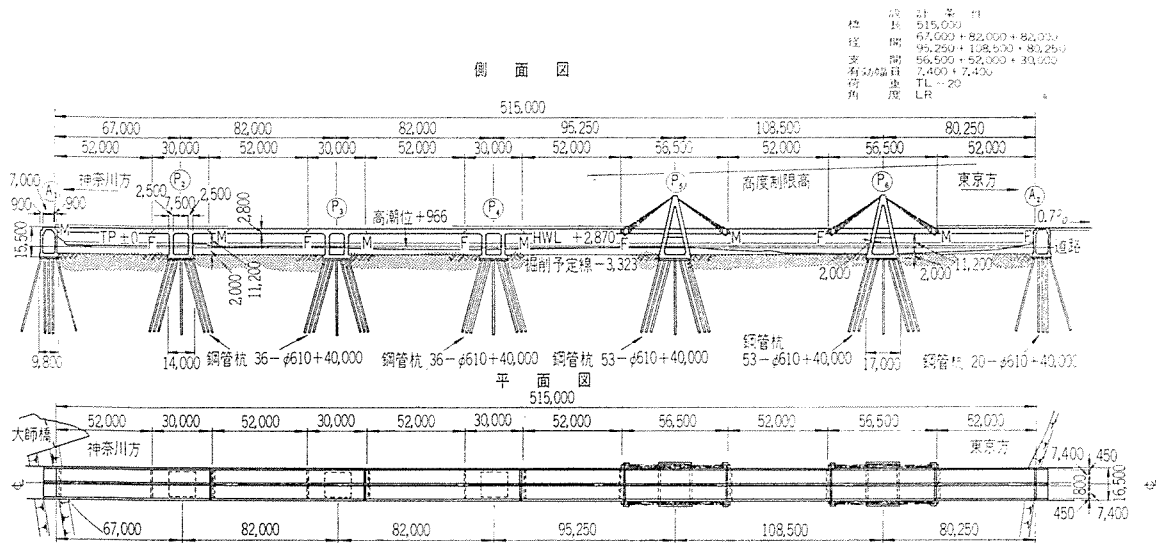 設計条件
橋長 515,000
径間 67,000+82,000+82,000
95,250+108,500+80,250
支間 56,500+52,000+30,000
有効幅員 7,400+7,400
荷重 TL-20
角度 LR
側面図
515,000
67,000 82,000 82,000 95,250 108,500 80,250
52,000 30,000 52,000 30,000 52,000 30,000 52,000 56,500 52,000 56,500 52,000
7,000 A₁ 神奈川方 P₂ P₃ P₄ P₅ 高度制限高 P₆ 東京方 A₂
900 900 2,500 7,500 2,500 2,800 高潮位+966 0.7%
15,500 M TP±0 F M F M F M HWL +2,870 F M F M F 道路
掘削予定線-3,323
2,000 11,200 2,000 2,000 11,200
9,800 14,000 鋼管杭 36-φ610+40,000 鋼管杭 36-φ610+40,000 鋼管杭 53-φ610+40,000 鋼管杭 53-φ610+40,000 17,000 鋼管杭 20-φ610+40,000
平面図
515,000
52,000 30,000 52,000 30,000 52,000 30,000 52,000 56,500 52,000 56,500 52,000
大師橋 神奈川方 東京方 7,400 450
℄ 800 16,500 ℄
450 7,400
67,000 82,000 82,000 95,250 108,500 80,250